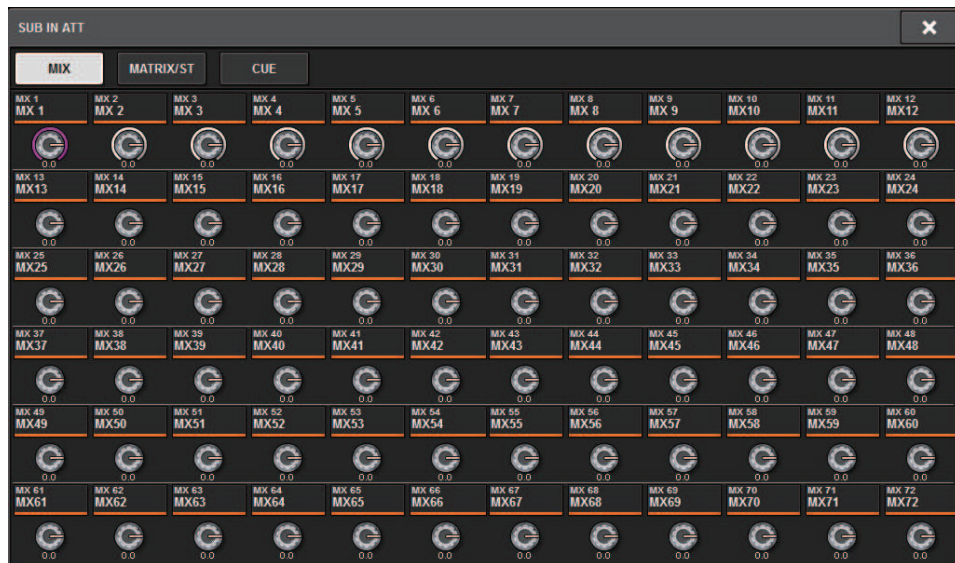 SUB IN ATT
MIX MATRIX/ST CUE
MX 1 MX 2 MX 3 MX 4 MX 5 MX 6 MX 7 MX 8 MX 9 MX 10 MX 11 MX 12
MX 1 MX 2 MX 3 MX 4 MX 5 MX 6 MX 7 MX 8 MX 9 MX10 MX11 MX12
0.0 0.0 0.0 0.0 0.0 0.0 0.0 0.0 0.0 0.0 0.0 0.0
MX 13 MX 14 MX 15 MX 16 MX 17 MX 18 MX 19 MX 20 MX 21 MX 22 MX 23 MX 24
MX13 MX14 MX15 MX16 MX17 MX18 MX19 MX20 MX21 MX22 MX23 MX24
0.0 0.0 0.0 0.0 0.0 0.0 0.0 0.0 0.0 0.0 0.0 0.0
MX 25 MX 26 MX 27 MX 28 MX 29 MX 30 MX 31 MX 32 MX 33 MX 34 MX 35 MX 36
MX25 MX26 MX27 MX28 MX29 MX30 MX31 MX32 MX33 MX34 MX35 MX36
0.0 0.0 0.0 0.0 0.0 0.0 0.0 0.0 0.0 0.0 0.0 0.0
MX 37 MX 38 MX 39 MX 40 MX 41 MX 42 MX 43 MX 44 MX 45 MX 46 MX 47 MX 48
MX37 MX38 MX39 MX40 MX41 MX42 MX43 MX44 MX45 MX46 MX47 MX48
0.0 0.0 0.0 0.0 0.0 0.0 0.0 0.0 0.0 0.0 0.0 0.0
MX 49 MX 50 MX 51 MX 52 MX 53 MX 54 MX 55 MX 56 MX 57 MX 58 MX 59 MX 60
MX49 MX50 MX51 MX52 MX53 MX54 MX55 MX56 MX57 MX58 MX59 MX60
0.0 0.0 0.0 0.0 0.0 0.0 0.0 0.0 0.0 0.0 0.0 0.0
MX 61 MX 62 MX 63 MX 64 MX 65 MX 66 MX 67 MX 68 MX 69 MX 70 MX 71 MX 72
MX61 MX62 MX63 MX64 MX65 MX66 MX67 MX68 MX69 MX70 MX71 MX72
0.0 0.0 0.0 0.0 0.0 0.0 0.0 0.0 0.0 0.0 0.0 0.0